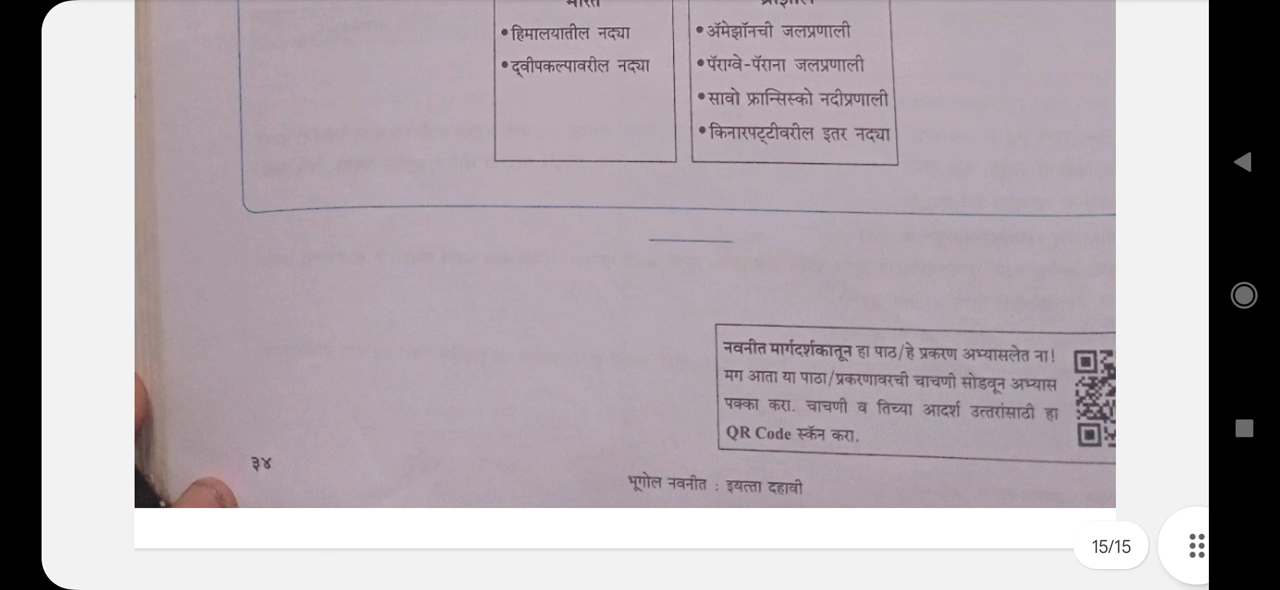 भारत
ब्राझील
•हिमालयातील नद्या
•द्वीपकल्पावरील नद्या
•ॲमेझॉनची जलप्रणाली
•पॅराग्वे-पॅराना जलप्रणाली
•सावो फ्रान्सिस्को नदीप्रणाली
•किनारपट्टीवरील इतर नद्या
नवनीत मार्गदर्शकातून हा पाठ/हे प्रकरण अभ्यासलेत ना!
मग आता या पाठा/प्रकरणावरची चाचणी सोडवून अभ्यास
पक्का करा. चाचणी व तिच्या आदर्श उत्तरांसाठी हा
QR Code स्कॅन करा.
३४
भूगोल नवनीत : इयत्ता दहावी
15/15